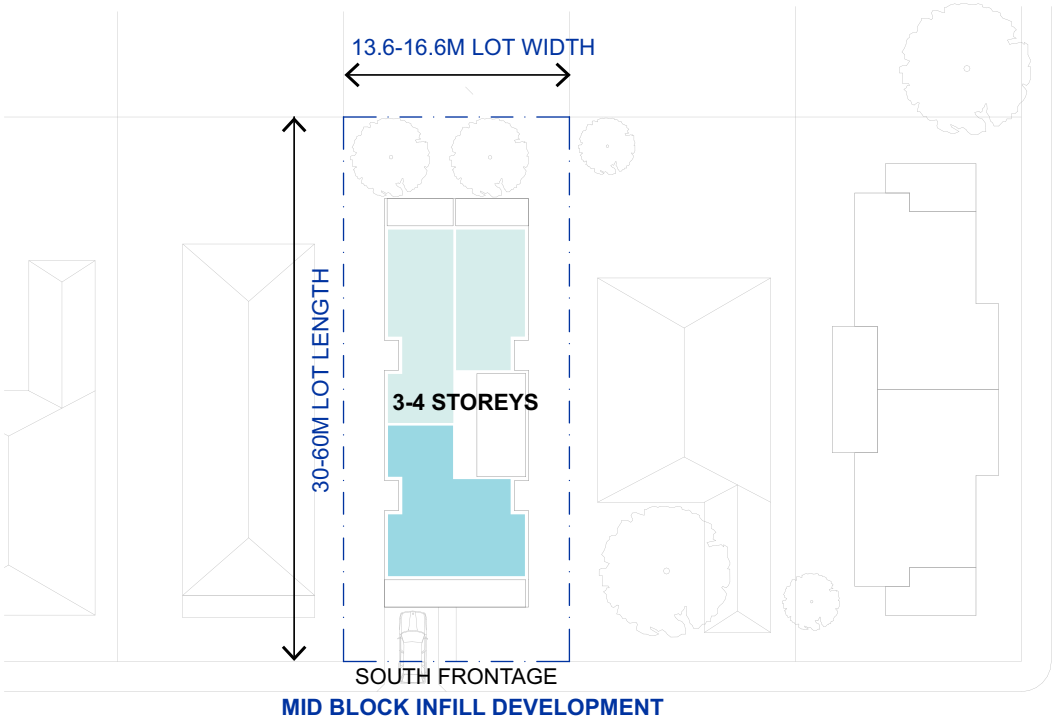 13.6-16.6M LOT WIDTH
30-60M LOT LENGTH
3-4 STOREYS
SOUTH FRONTAGE
MID BLOCK INFILL DEVELOPMENT